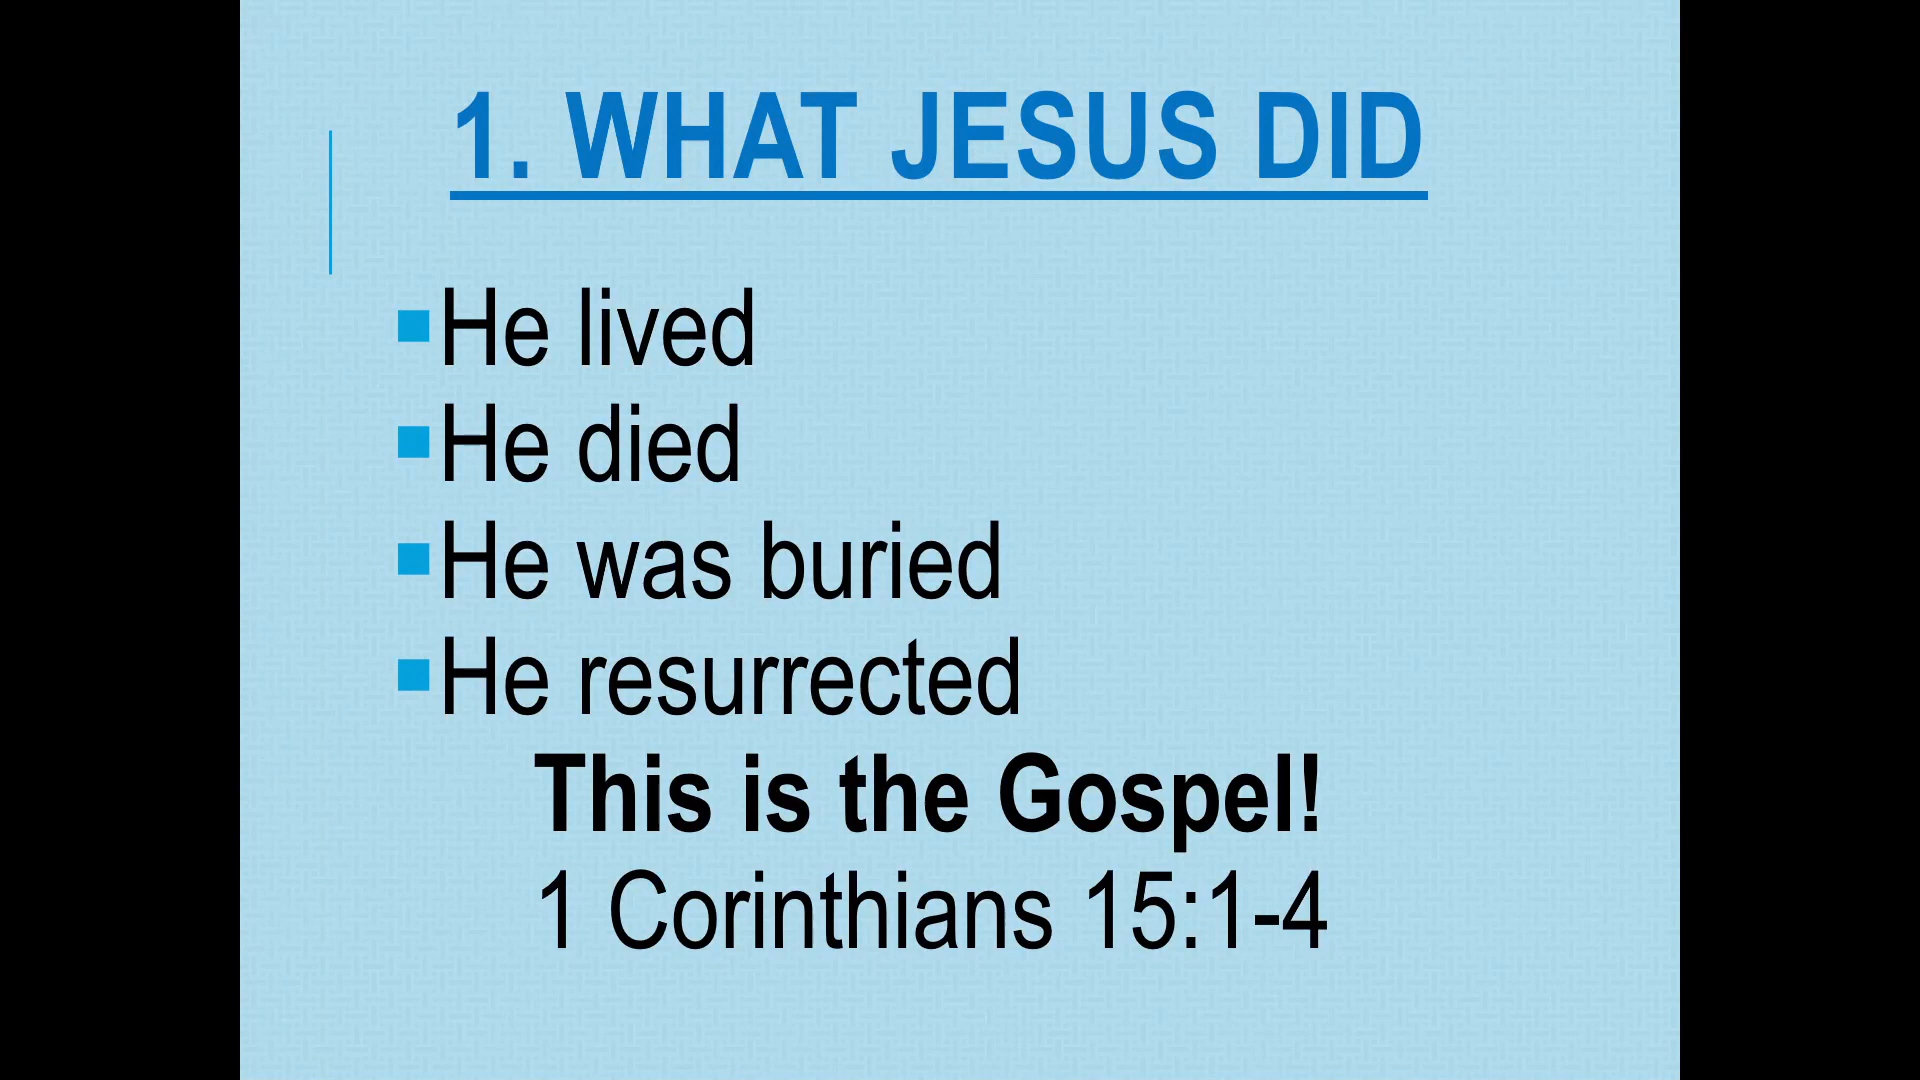 1. WHAT JESUS DID
▪He lived
▪He died
▪He was buried
▪He resurrected
This is the Gospel!
1 Corinthians 15:1-4